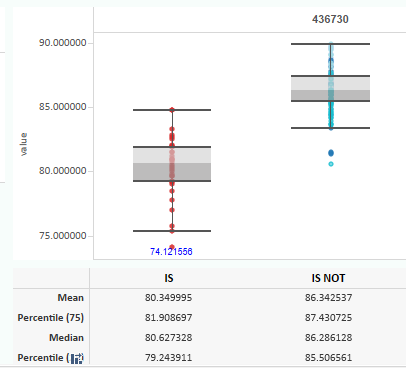 436730
90.000000
85.000000
80.000000
75.000000
value
74.121556
IS IS NOT
Mean 80.349995 86.342537
Percentile (75) 81.908697 87.430725
Median 80.627328 86.286128
Percentile ( 79.243911 85.506561